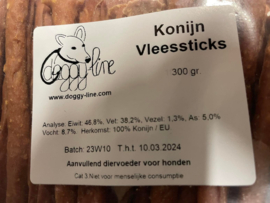 doggy-line
www.doggy-line.com
Konijn
Vleessticks
300 gr
Analyse: Eiwit: 46.8%, Vet: 38.2%, Vezel: 1.3%, As: 5.0%
Vocht: 8.7% Herkomst: 100% Konijn / EU
Batch 23W10 T.h.t. 10.03.2024
Aanvullend diervoeder voor honden
Cat 3.Niet voor menselijke consumptie